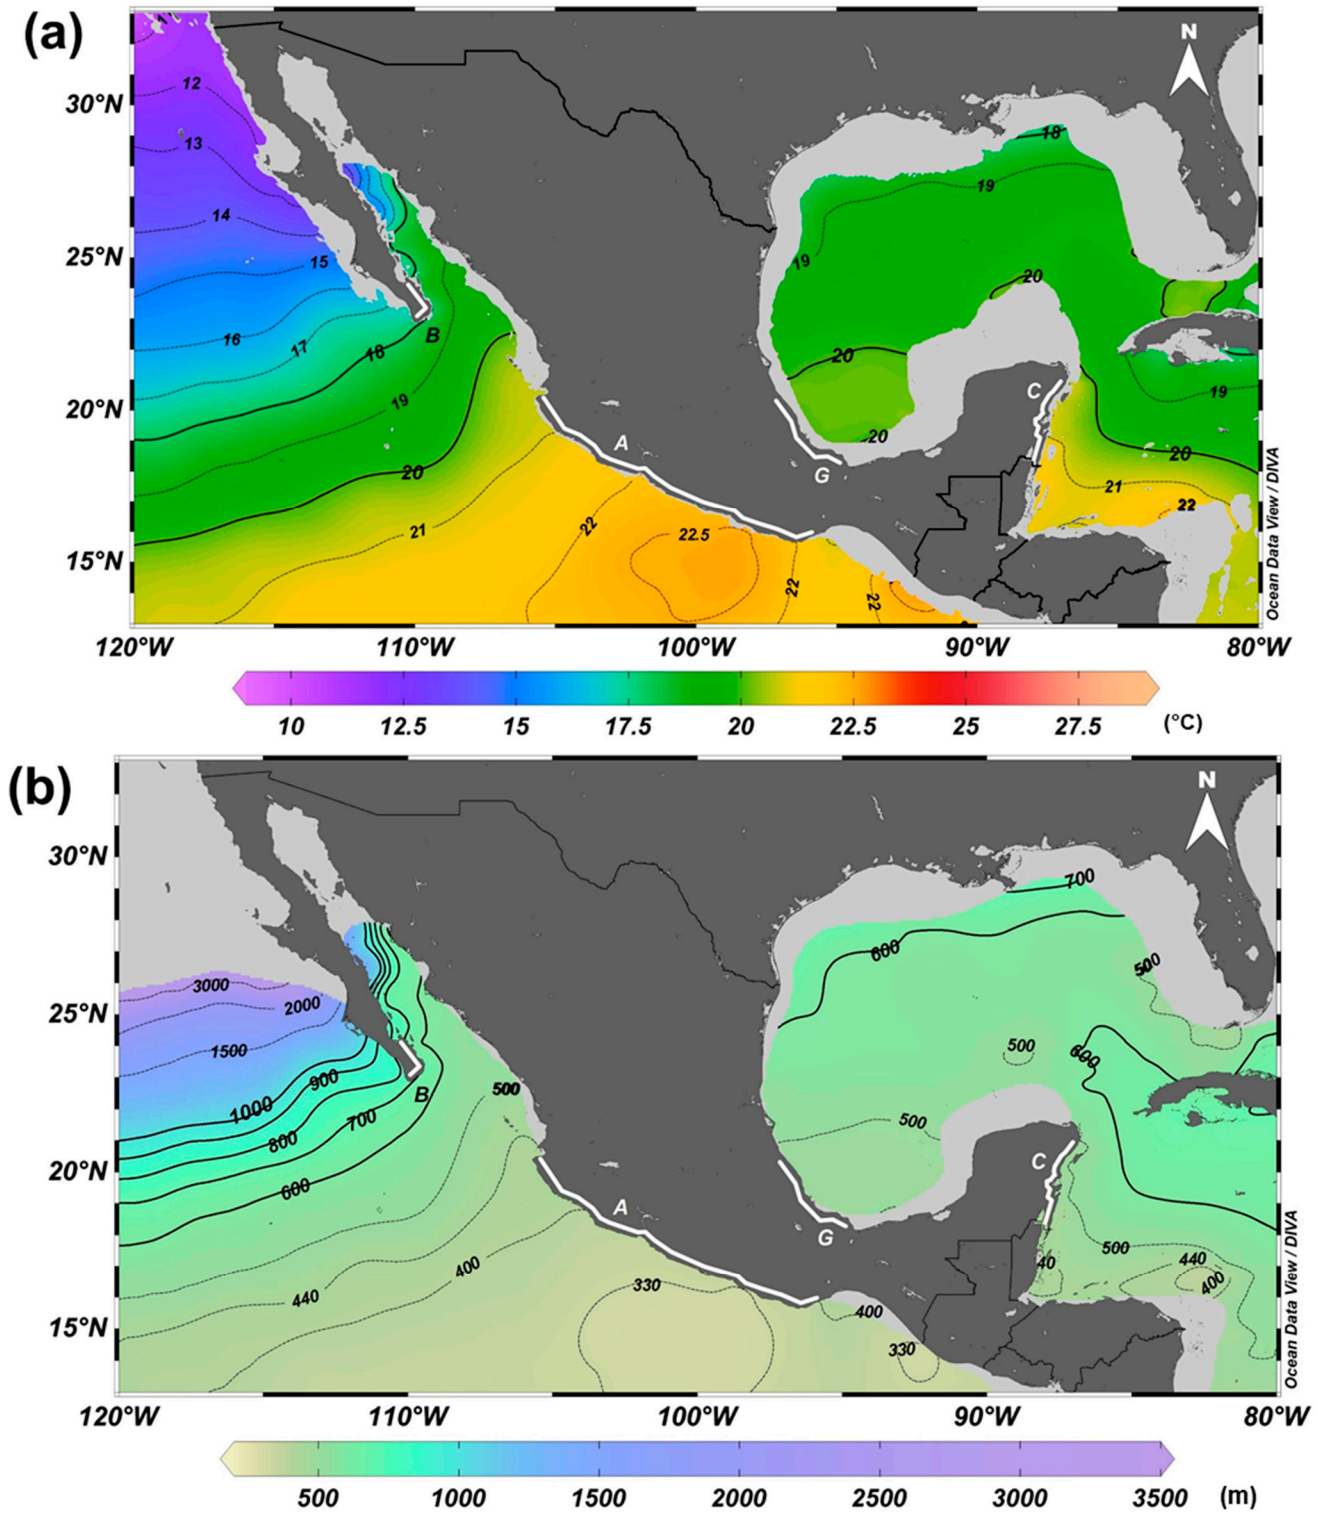 (a)
N
30°N
25°N
20°N
15°N
12
13
14
15
16
17
18
19
20
21
22
22.5
22
22
18
19
19
20
20
20
19
20
21
22
B
A
G
C
Ocean Data View / DIVA
120°W 110°W 100°W 90°W 80°W
10 12.5 15 17.5 20 22.5 25 27.5 (°C)
(b)
N
30°N
25°N
20°N
15°N
3000
2000
1500
1000
900
800
700
600
500
440
400
330
400
330
700
600
500
500
600
500
500
440
400
40
B
A
G
C
Ocean Data View / DIVA
120°W 110°W 100°W 90°W 80°W
500 1000 1500 2000 2500 3000 3500 (m)